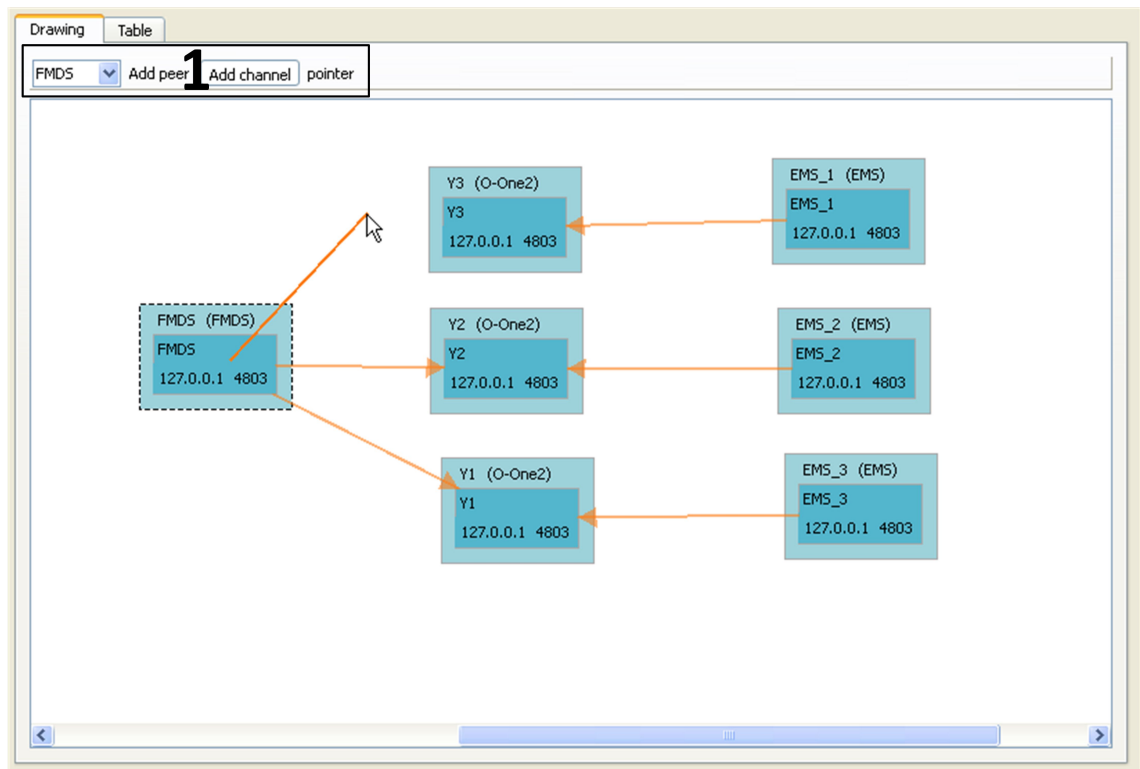 Drawing Table
FMDS Add peer 1 Add channel pointer
Y3 (O-One2)
Y3
127.0.0.1 4803
EMS_1 (EMS)
EMS_1
127.0.0.1 4803
FMDS (FMDS)
FMDS
127.0.0.1 4803
Y2 (O-One2)
Y2
127.0.0.1 4803
EMS_2 (EMS)
EMS_2
127.0.0.1 4803
Y1 (O-One2)
Y1
127.0.0.1 4803
EMS_3 (EMS)
EMS_3
127.0.0.1 4803